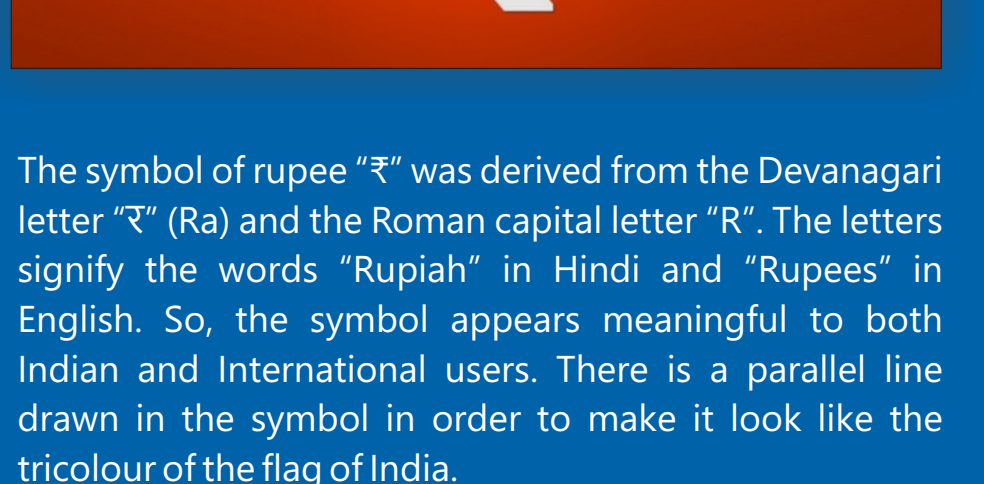 The symbol of rupee “₹” was derived from the Devanagari
letter “र” (Ra) and the Roman capital letter “R”. The letters
signify the words “Rupiah” in Hindi and “Rupees” in
English. So, the symbol appears meaningful to both
Indian and International users. There is a parallel line
drawn in the symbol in order to make it look like the
tricolour of the flag of India.